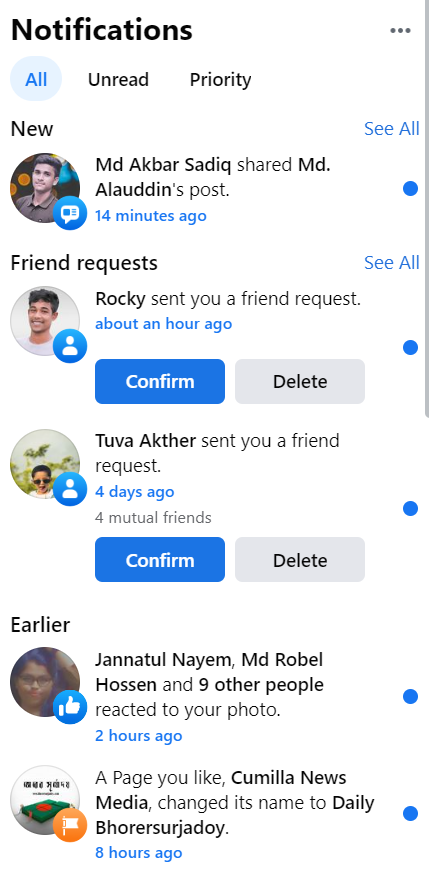 Notifications
All Unread Priority
New See All
Md Akbar Sadiq shared Md.
Alauddin's post.
14 minutes ago
Friend requests See All
Rocky sent you a friend request.
about an hour ago
Confirm Delete
Tuva Akther sent you a friend
request.
4 days ago
4 mutual friends
Confirm Delete
Earlier
Jannatul Nayem, Md Robel
Hossen and 9 other people
reacted to your photo.
2 hours ago
A Page you like, Cumilla News
Media, changed its name to Daily
Bhorersurjadoy.
8 hours ago